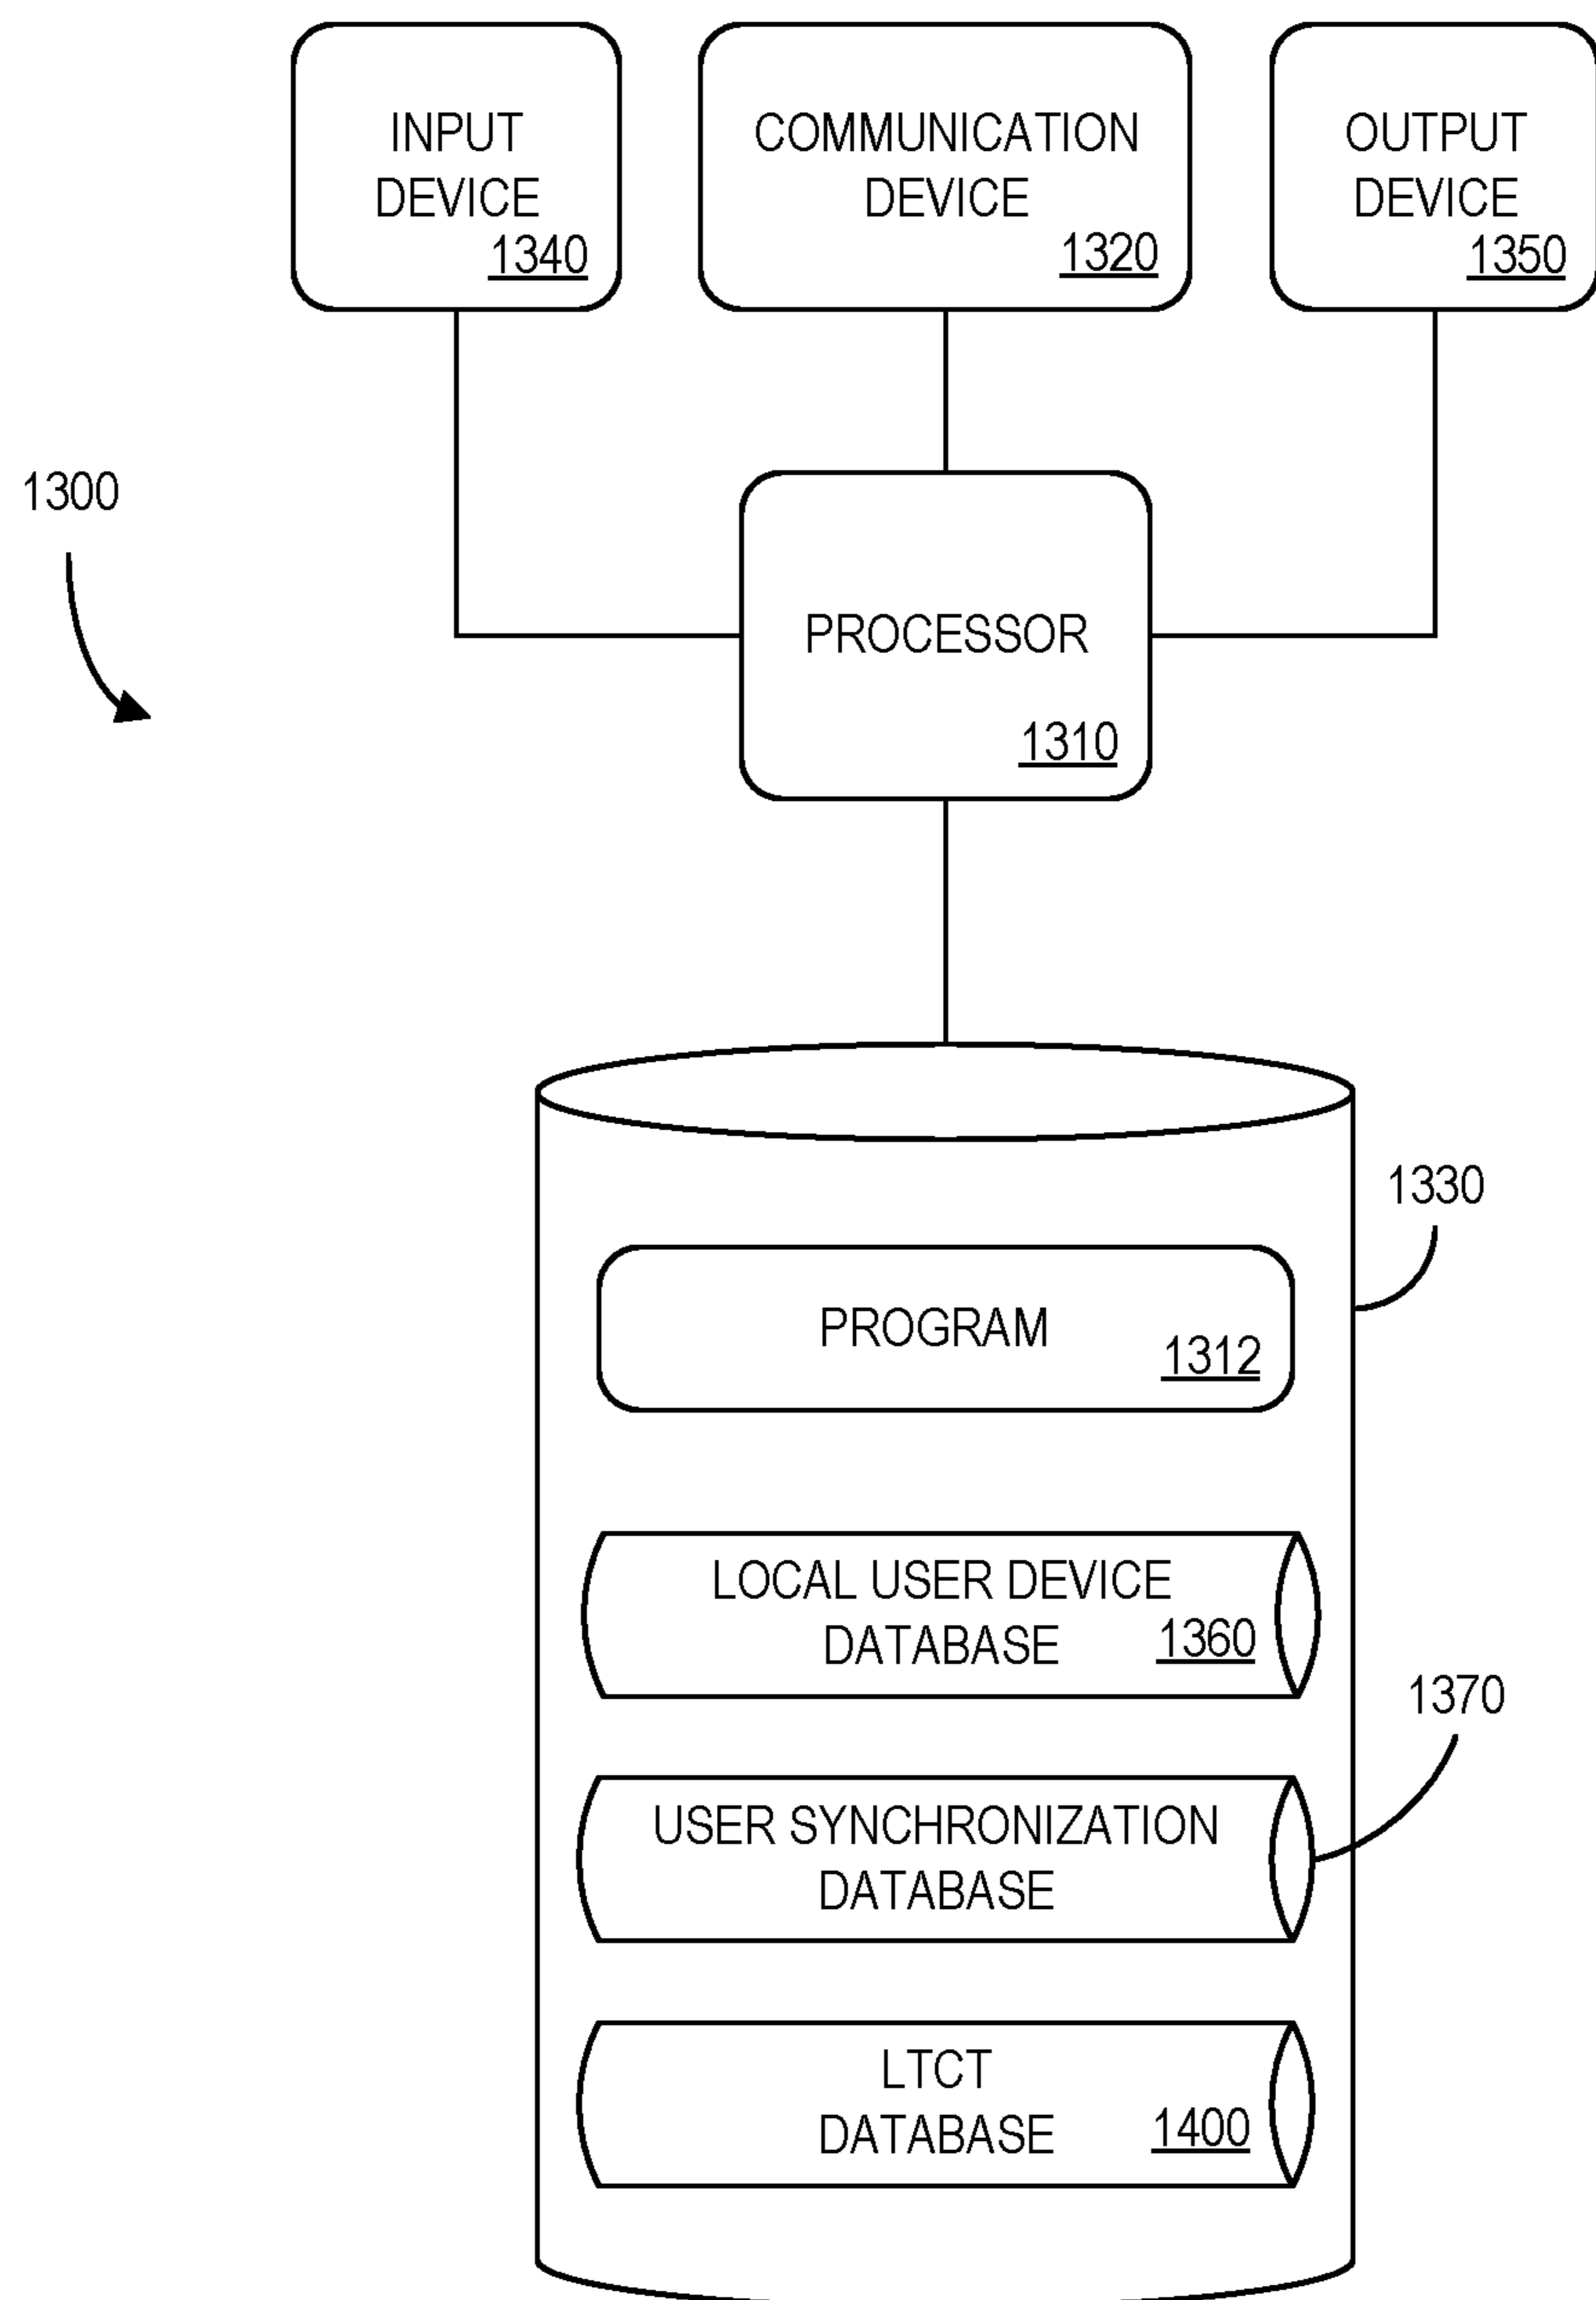 INPUT
DEVICE
1340
COMMUNICATION
DEVICE
1320
OUTPUT
DEVICE
1350
1300
PROCESSOR
1310
1330
PROGRAM
1312
LOCAL USER DEVICE
DATABASE
1360
1370
USER SYNCHRONIZATION
DATABASE
LTCT
DATABASE
1400